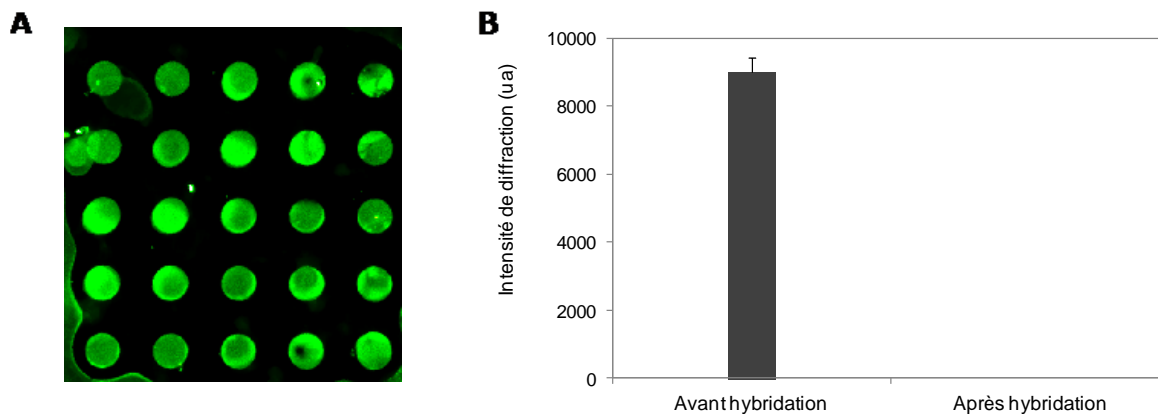 A
B
10000
8000
6000
4000
2000
0
Intensité de diffraction (ua)
Avant hybridation
Après hybridation